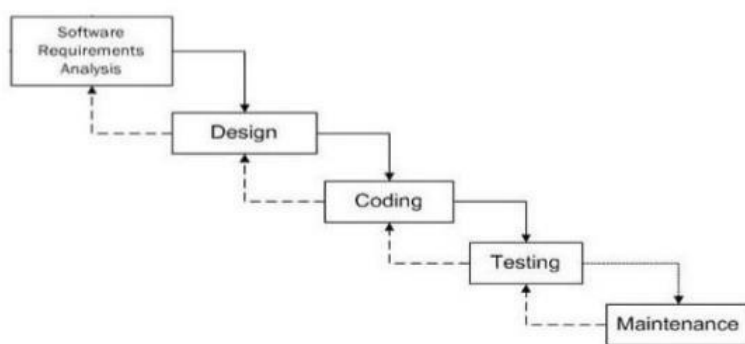 Software
Requirements
Analysis
Design
Coding
Testing
Maintenance